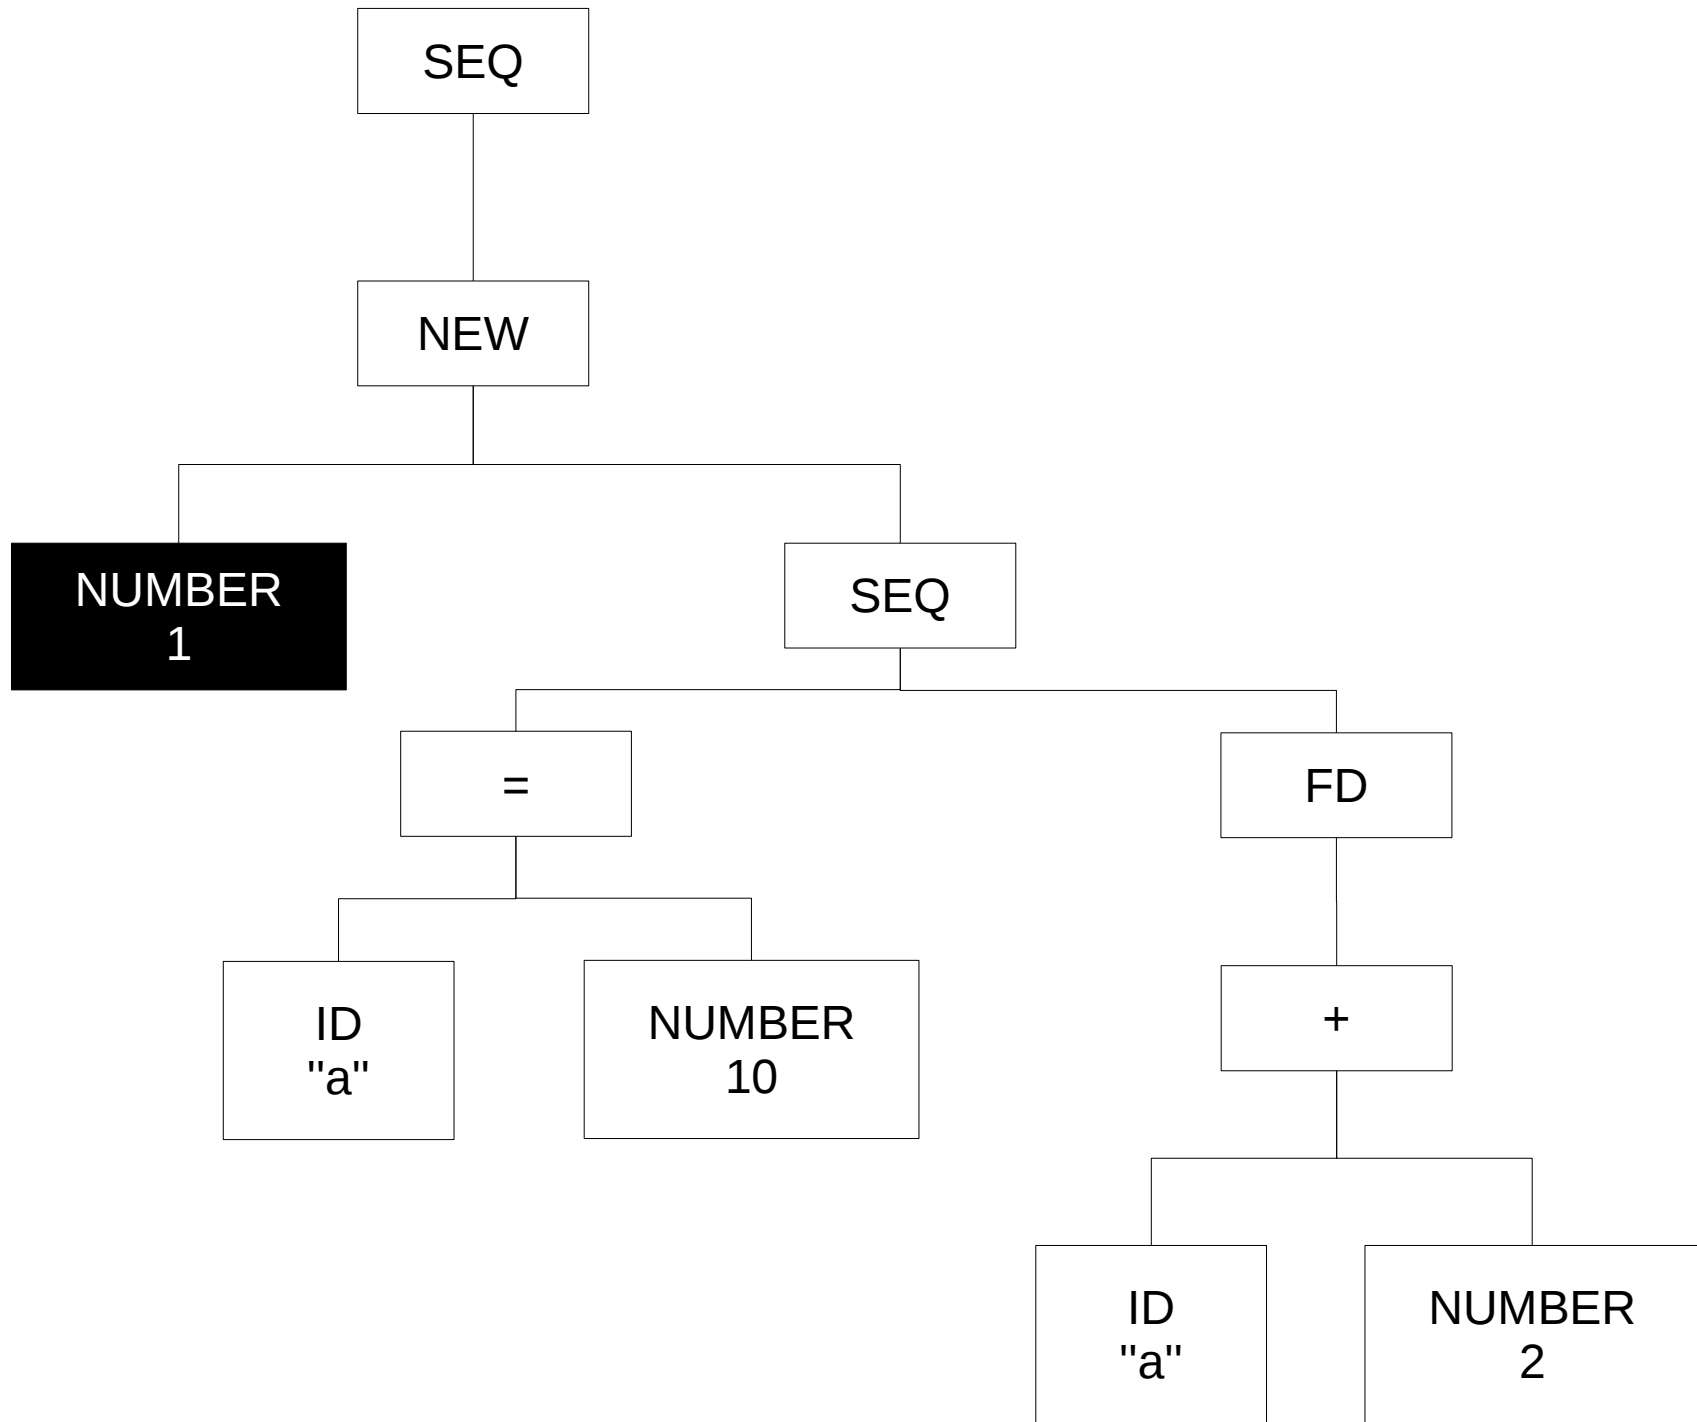 SEQ
NEW
NUMBER
1
SEQ
=
FD
ID
"a"
NUMBER
10
+
ID
"a"
NUMBER
2